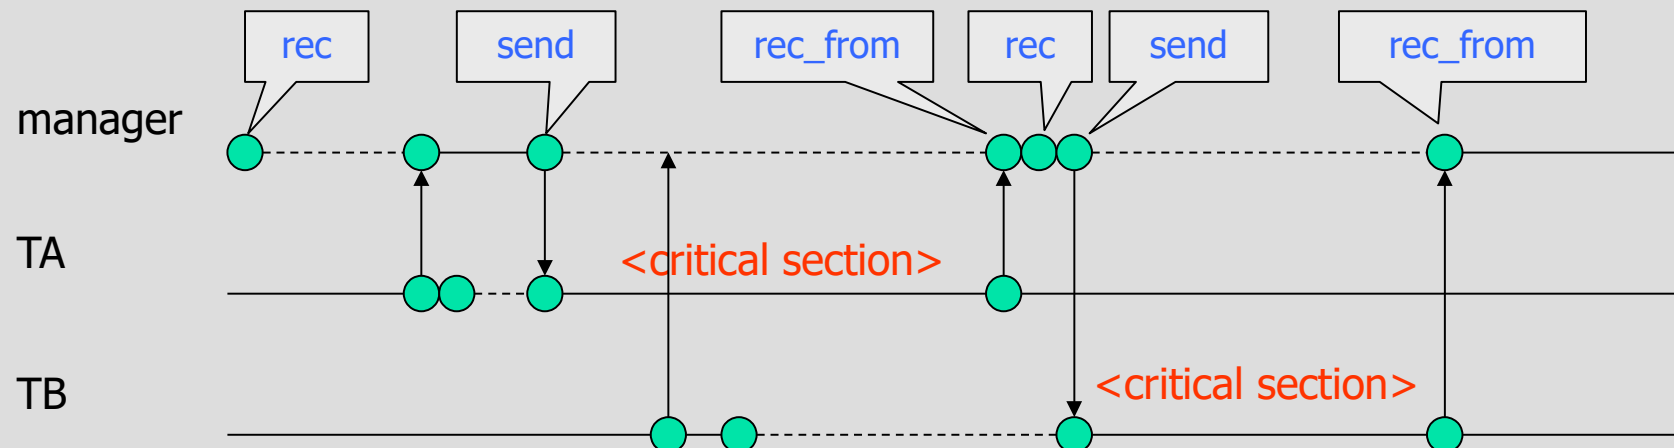 rec
send
rec_from
rec
send
rec_from
manager
TA
<critical section>
TB
<critical section>